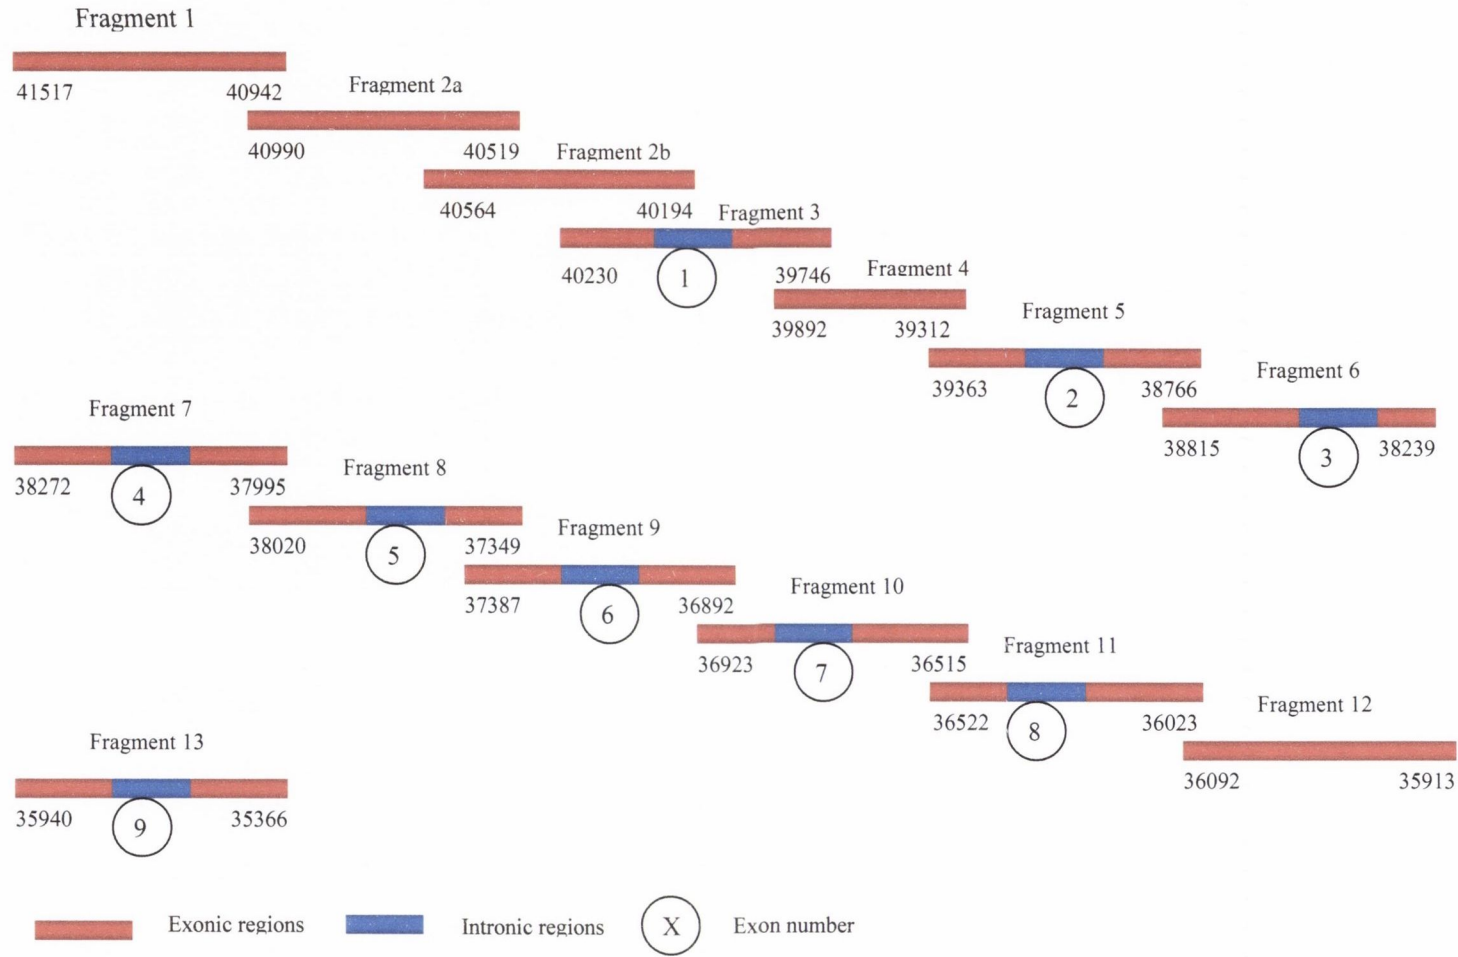 Fragment 1
41517 40942
Fragment 2a
40990 40519
Fragment 2b
40564 40194
Fragment 3
40230 1 39746
Fragment 4
39892 39312
Fragment 5
39363 2 38766
Fragment 6
38815 3 38239
Fragment 7
38272 4 37995
Fragment 8
38020 5 37349
Fragment 9
37387 6 36892
Fragment 10
36923 7 36515
Fragment 11
36522 8 36023
Fragment 12
36092 35913
Fragment 13
35940 9 35366
Exonic regions Intronic regions X Exon number